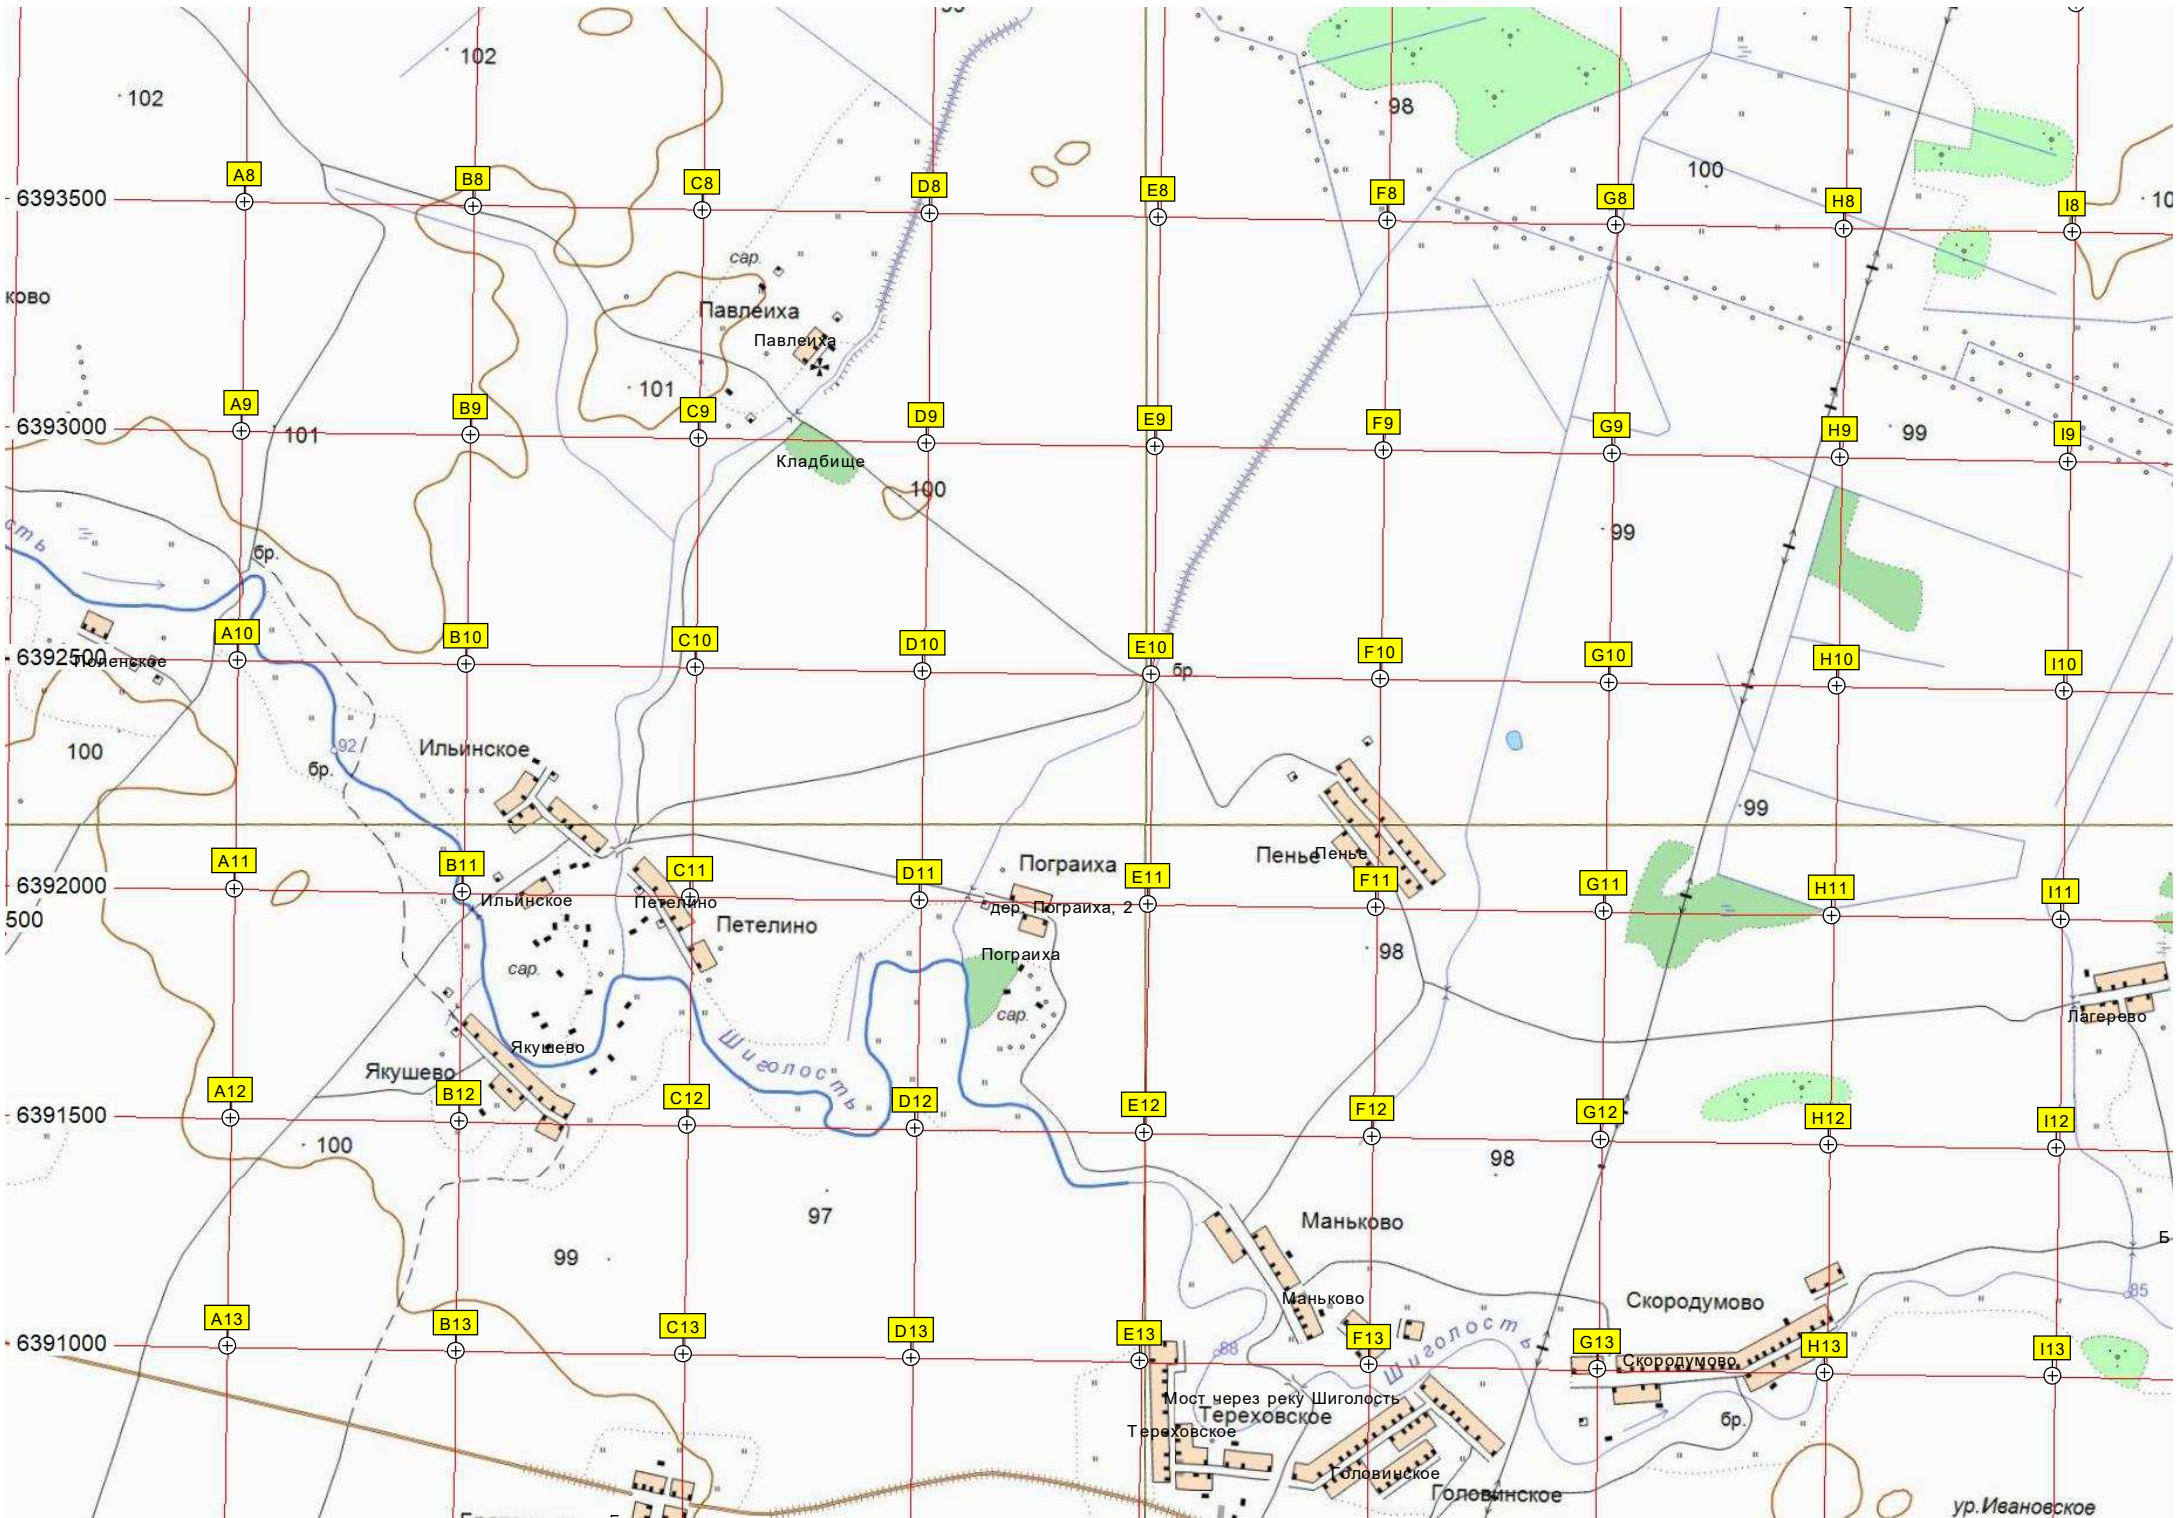 102
102
98
100
A8
B8
C8
D8
E8
F8
G8
H8
I8
6393500
сар.
ково
Павлеиха
Павлеиха
101
A9
B9
C9
D9
E9
F9
G9
H9
I9
6393000
101
99
Кладбище
100
99
сть
бр.
A10
B10
C10
D10
E10
F10
G10
H10
I10
6392500
Поленское
бр
92
100
Ильинское
бр.
99
Пенье
Пенье
Пограиха
A11
B11
C11
D11
E11
F11
G11
H11
I11
6392000
500
Ильинское
Петелино
дер. Пограиха, 2
Петелино
98
Пограиха
сар.
сар.
Лагерево
Шиголость
Якушево
Якушево
A12
B12
C12
D12
E12
F12
G12
H12
I12
6391500
100
98
97
Маньково
99
Б
85
Маньково
Скородумово
A13
B13
C13
D13
E13
F13
G13
H13
I13
6391000
88
Шиголость
Скородумово
Мост через реку Шиголость
Тереховское
бр.
Тереховское
Головинское
Головинское
ур.Ивановское